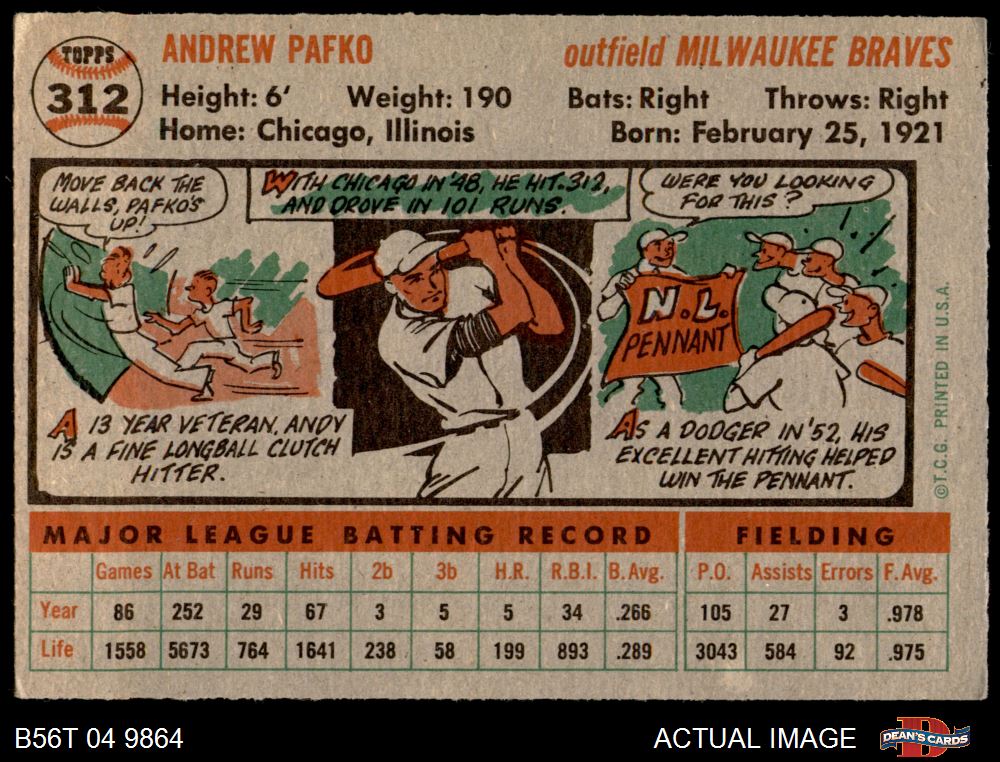 TOPPS
312
ANDREW PAFKO
outfield MILWAUKEE BRAVES
Height: 6' Weight: 190 Bats: Right Throws: Right
Home: Chicago, Illinois Born: February 25, 1921
MOVE BACK THE
WALLS, PAFKO'S
UP!
WITH CHICAGO IN '48, HE HIT .312,
AND DROVE IN 101 RUNS.
WERE YOU LOOKING
FOR THIS?
N.L.
PENNANT
A 13 YEAR VETERAN, ANDY
IS A FINE LONGBALL CLUTCH
HITTER.
AS A DODGER IN '52, HIS
EXCELLENT HITTING HELPED
WIN THE PENNANT.
©T.C.G. PRINTED IN U.S.A.
MAJOR LEAGUE BATTING RECORD FIELDING
Games At Bat Runs Hits 2b 3b H.R. R.B.I. B.Avg. P.O. Assists Errors F.Avg.
Year 86 252 29 67 3 5 5 34 .266 105 27 3 .978
Life 1558 5673 764 1641 238 58 199 893 .289 3043 584 92 .975
B56T 04 9864 ACTUAL IMAGE
D
DEAN'S CARDS